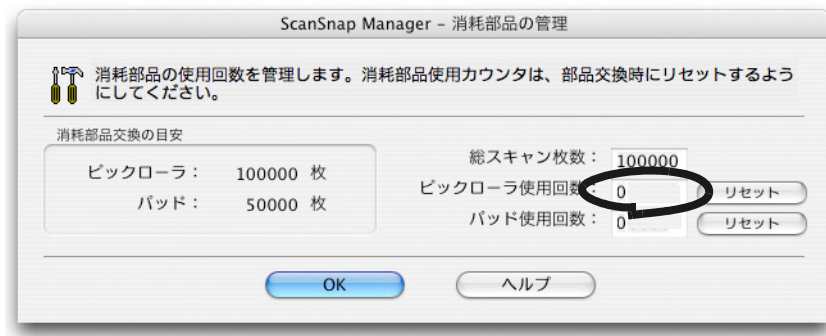 ScanSnap Manager – 消耗部品の管理
消耗部品の使用回数を管理します。消耗部品使用カウンタは、部品交換時にリセットするよう
にしてください。
消耗部品交換の目安
ピックローラ： 100000 枚
パッド： 50000 枚
総スキャン枚数： 100000
ピックローラ使用回数： 0 リセット
パッド使用回数： 0 リセット
OK ヘルプ